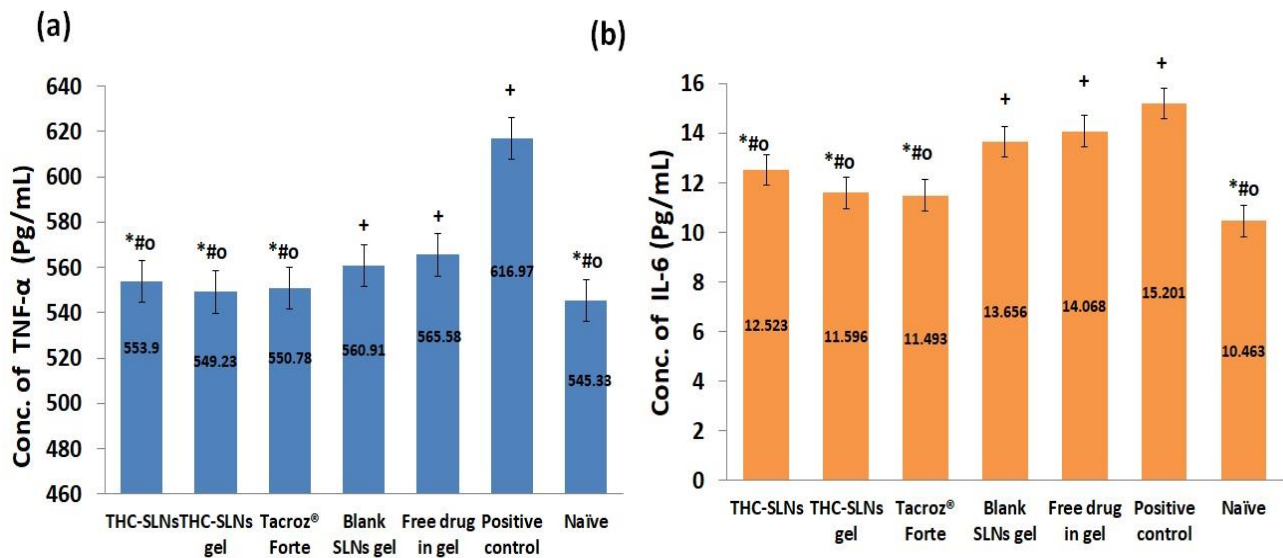 (a)
Conc. of TNF-α (Pg/mL)
640
620
600
580
560
540
520
500
480
460
*#o
*#o
*#o
+
+
+
*#o
553.9
549.23
550.78
560.91
565.58
616.97
545.33
THC-SLNs
THC-SLNs
gel
Tacroz®
Forte
Blank
SLNs gel
Free drug
in gel
Positive
control
Naïve
(b)
Conc. of IL-6 (Pg/mL)
16
14
12
10
8
6
4
2
0
*#o
*#o
*#o
+
+
+
*#o
12.523
11.596
11.493
13.656
14.068
15.201
10.463
THC-SLNs
THC-SLNs
gel
Tacroz®
Forte
Blank
SLNs gel
Free drug
in gel
Positive
control
Naïve